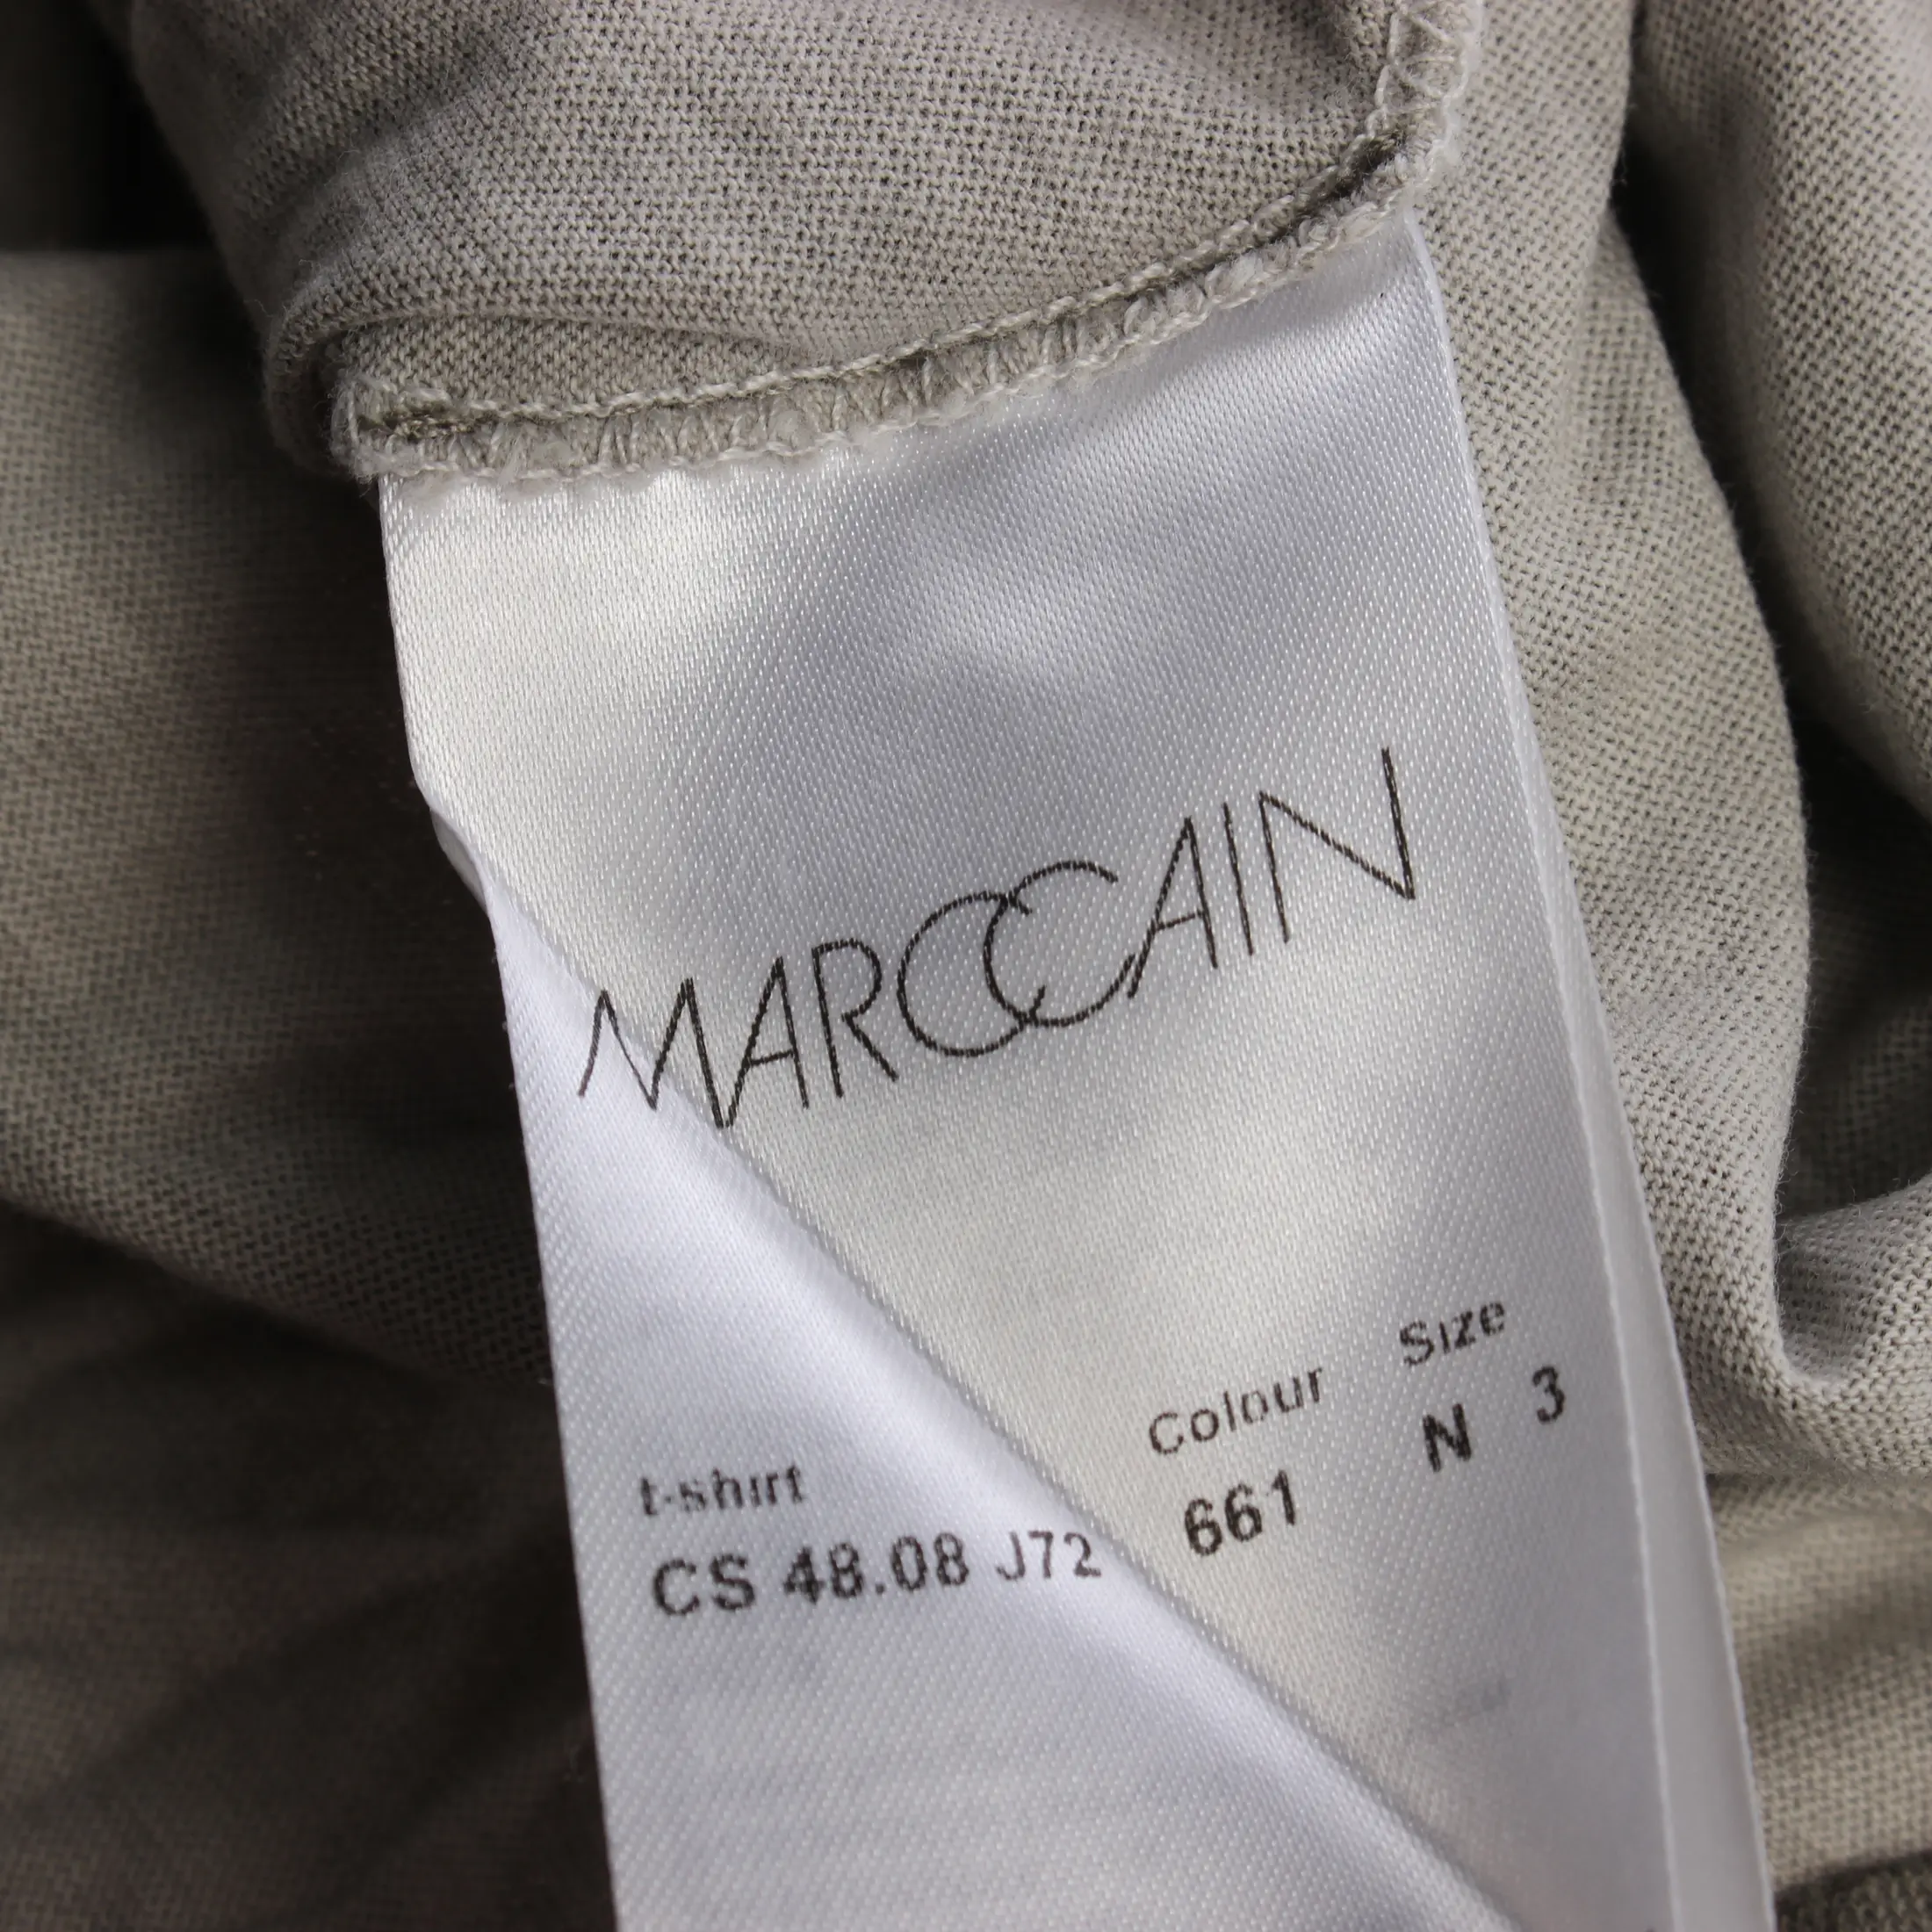 MARCCAIN
t-shirt Colour Size
CS 48.08 J72 661 N 3